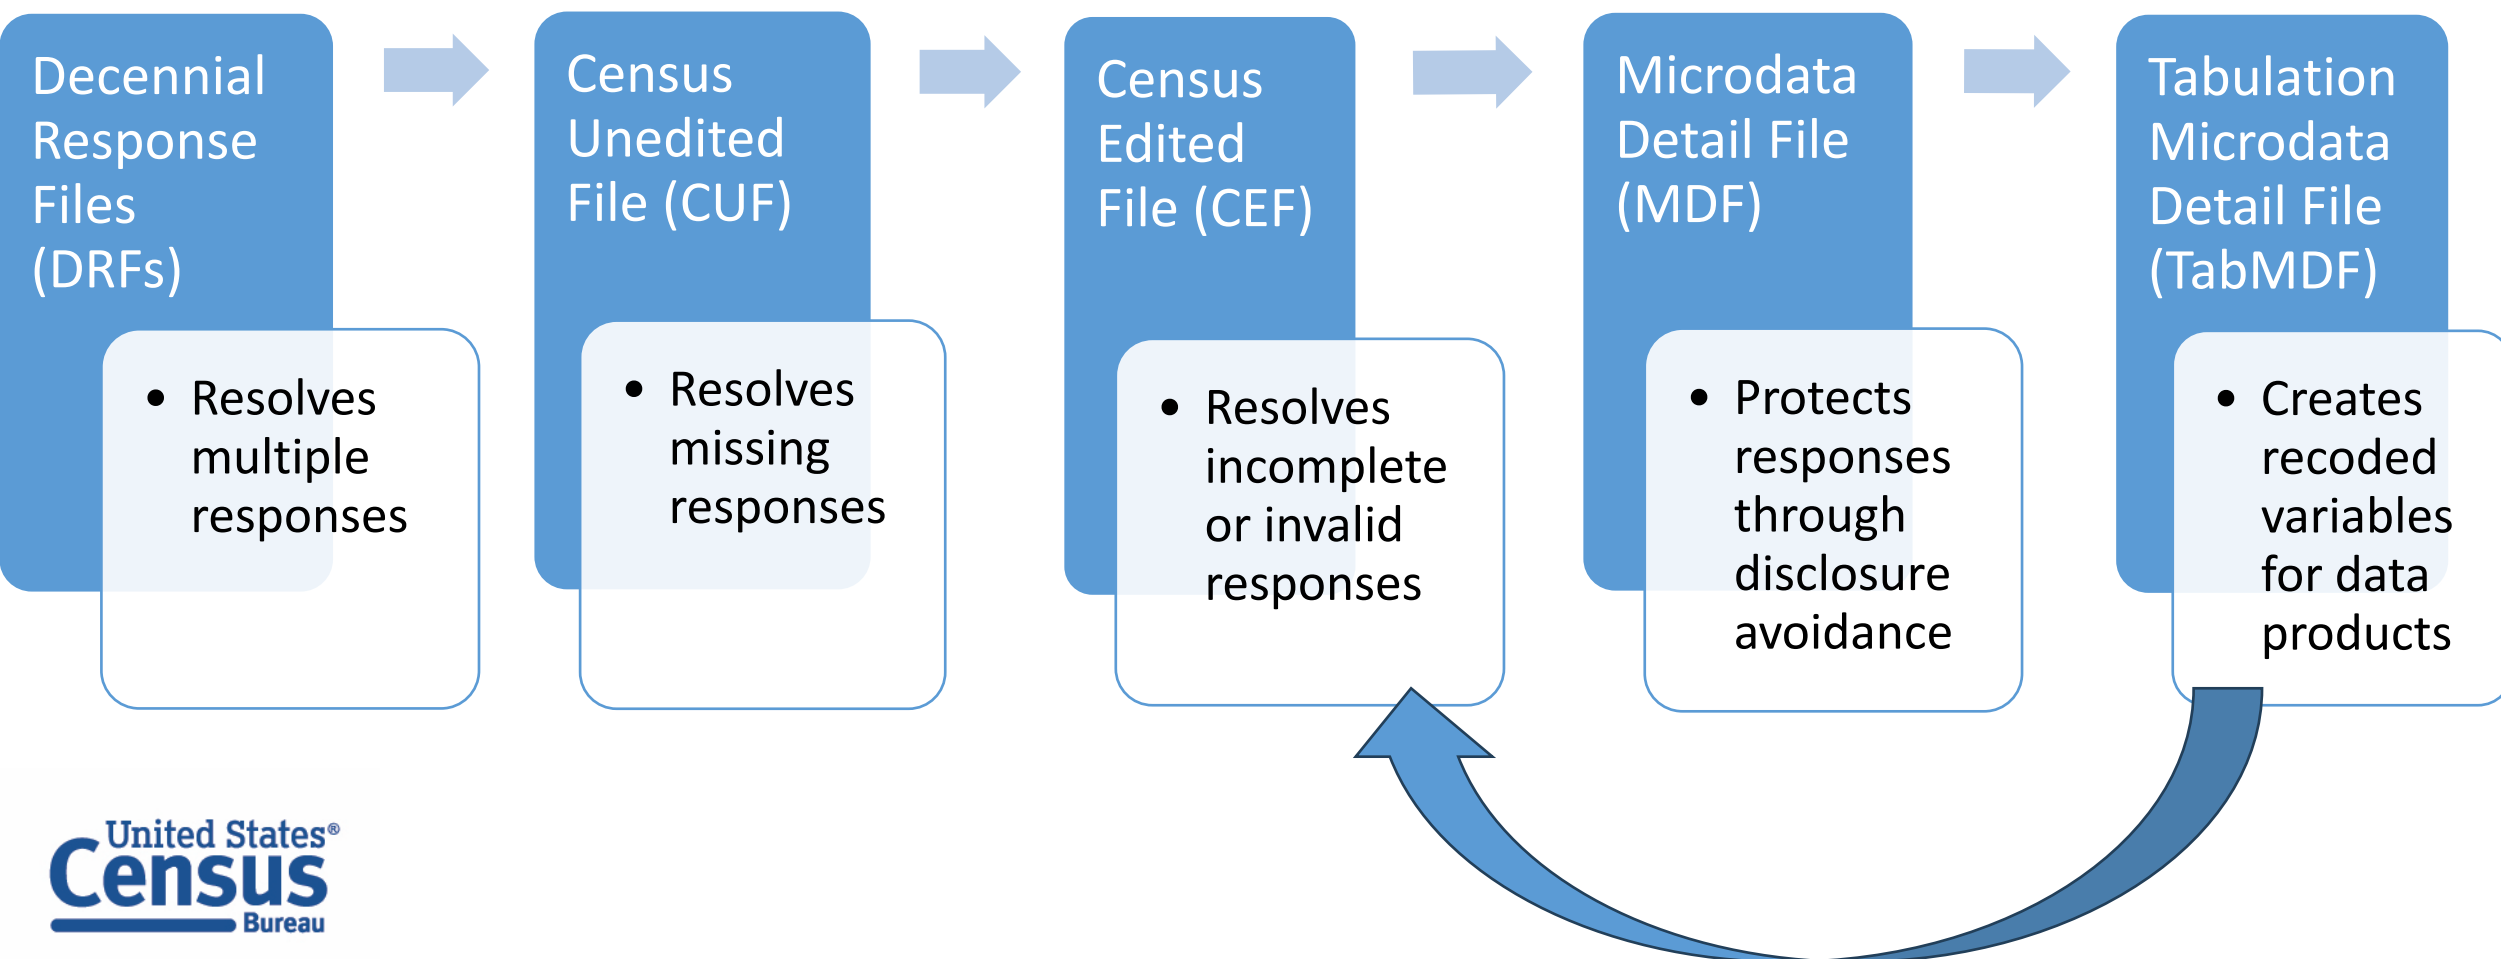 Decennial
Response
Files
(DRFs)
• Resolves
multiple
responses
Census
Unedited
File (CUF)
• Resolves
missing
responses
Census
Edited
File (CEF)
• Resolves
incomplete
or invalid
responses
Microdata
Detail File
(MDF)
• Protects
responses
through
disclosure
avoidance
Tabulation
Microdata
Detail File
(TabMDF)
• Creates
recoded
variables
for data
products
United States®
Census
Bureau